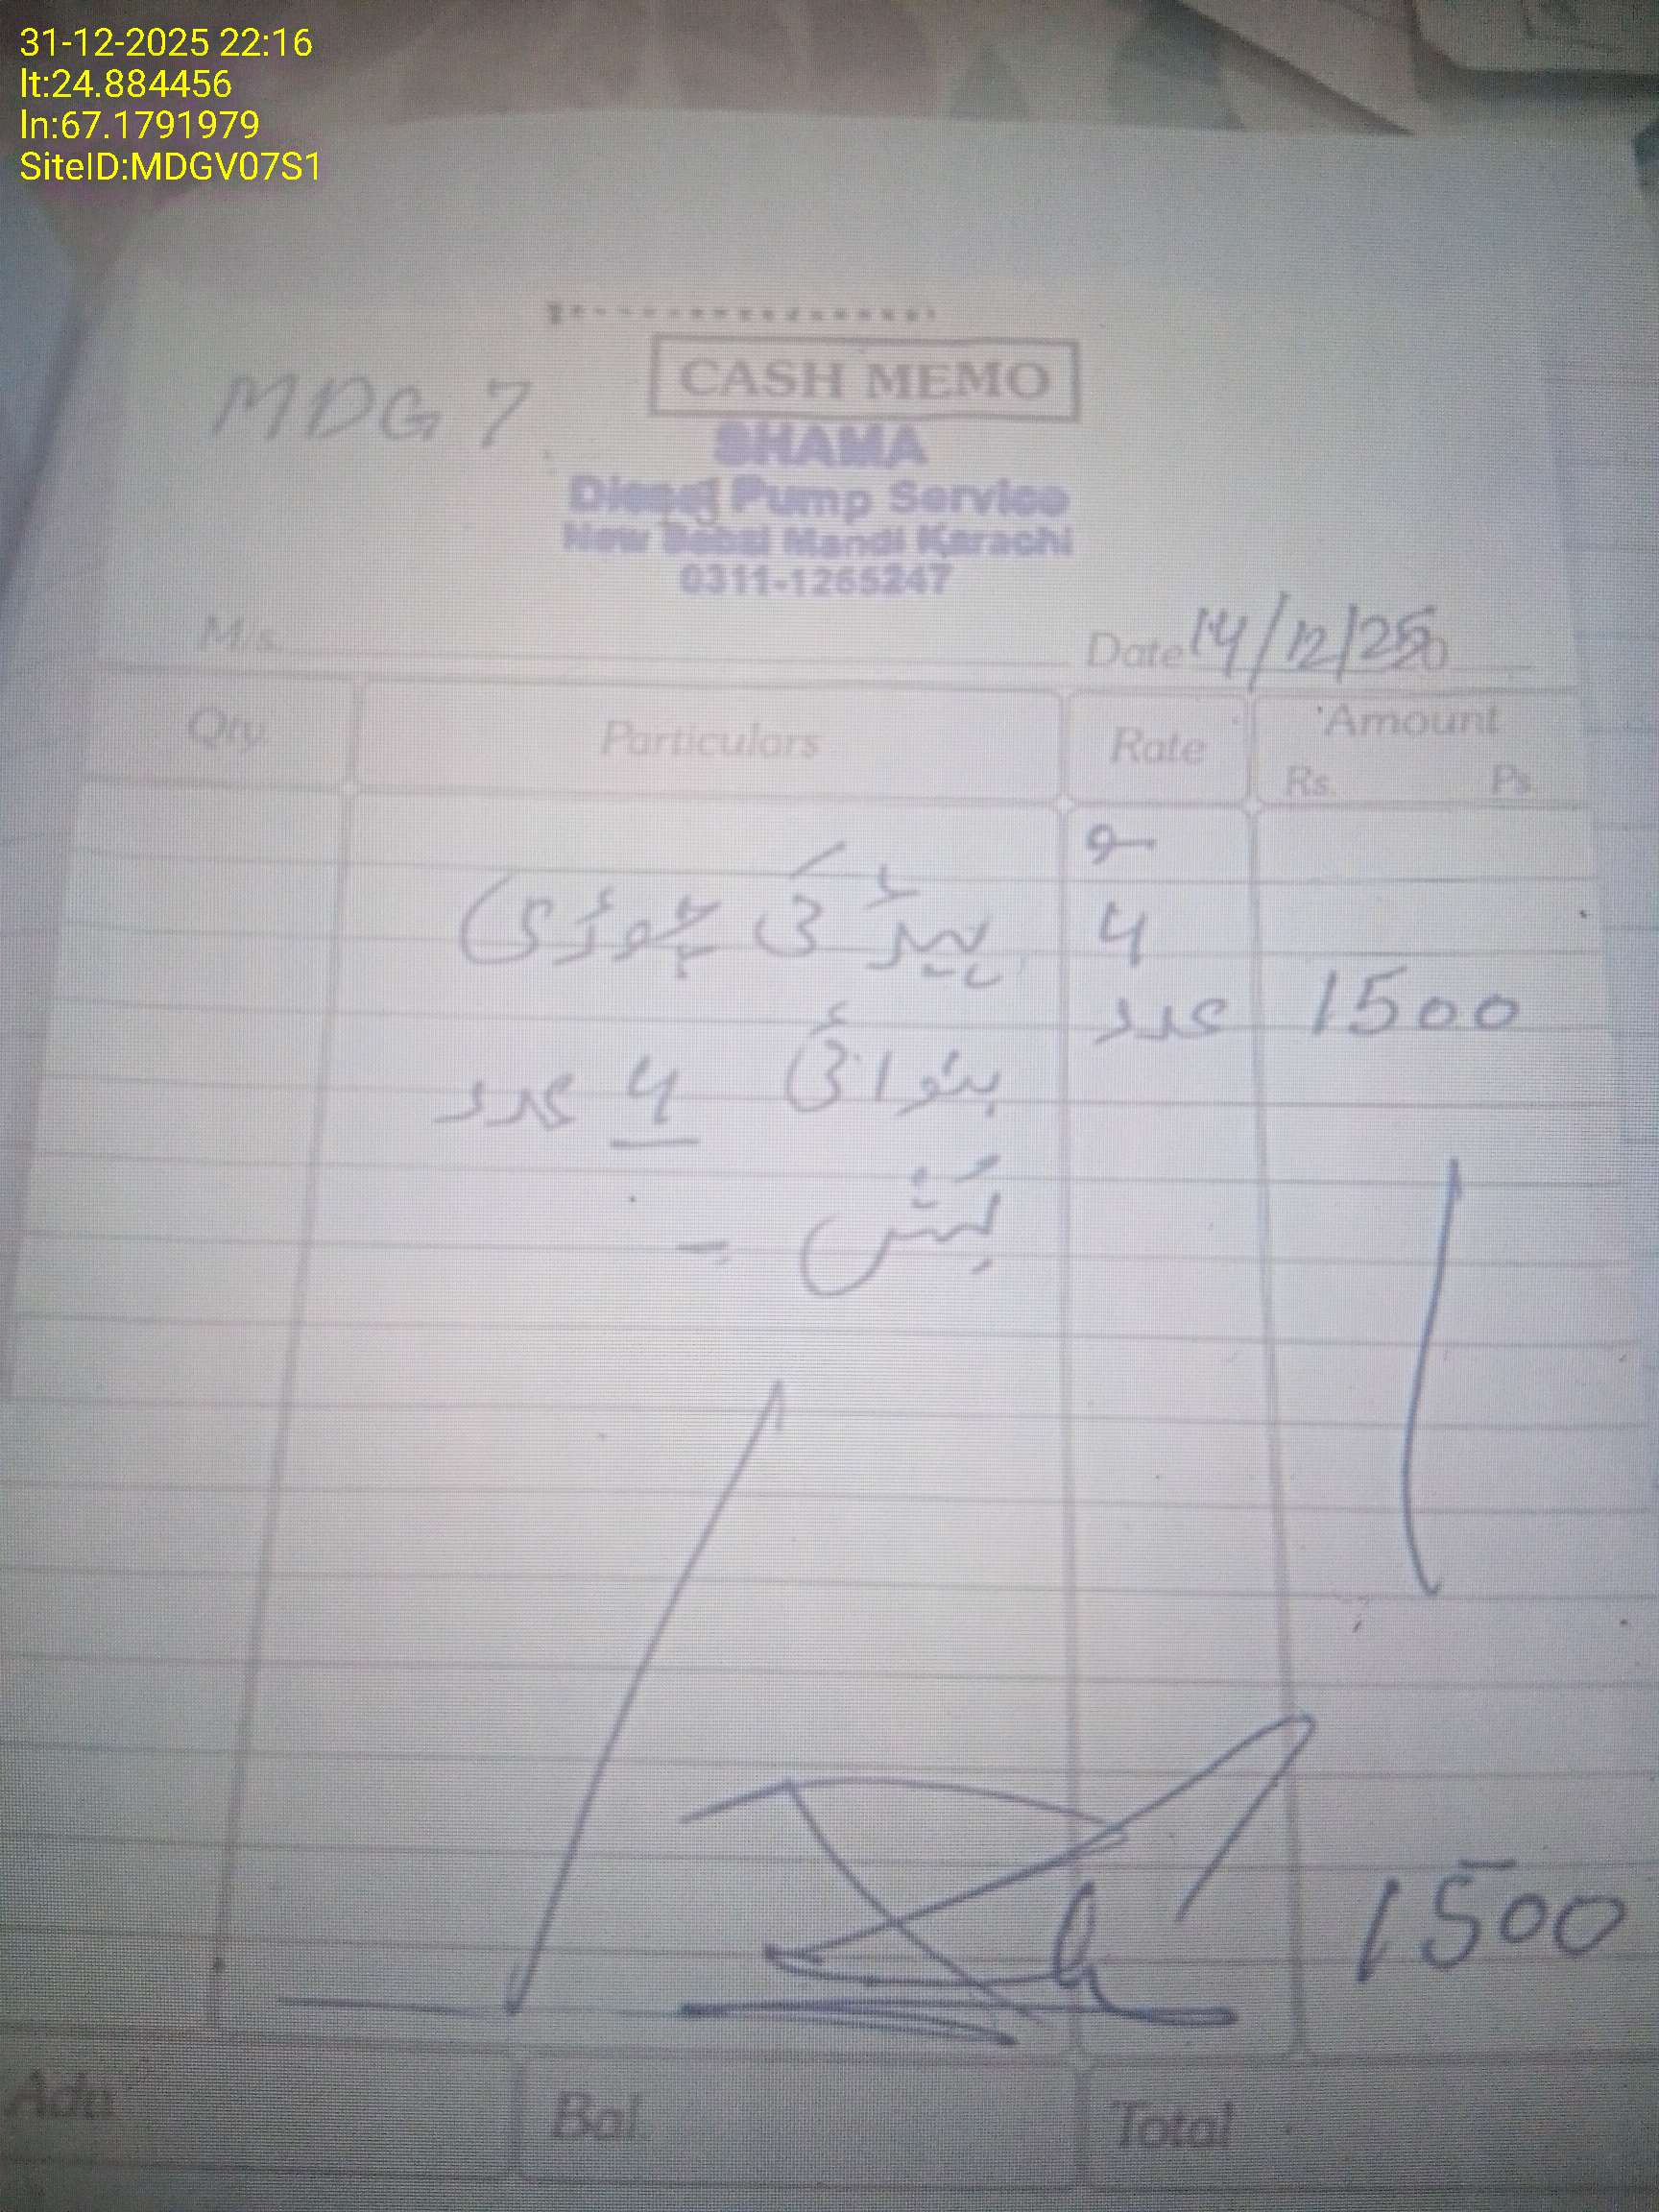 31-12-2025 22:16
lt:24.884456
ln:67.1791979
SiteID:MDGV07S1
CASH MEMO
MDG 7
SHAMA
Diesel Pump Service
New Sabzi Mandi Karachi
0311-1265247
M/s. Date 14/12/25
Qty. Particulars Rate Amount
Rs. Ps.
ہیڈ کی چوڑی
4
عدد 1500
بنوائی 4 عدد
بش
1500
Adv Bal Total